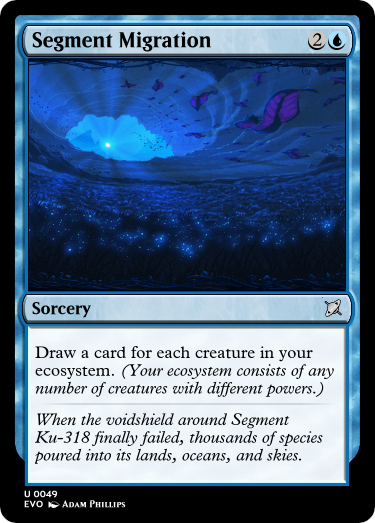 Segment Migration 2
Sorcery
Draw a card for each creature in your
ecosystem. (Your ecosystem consists of any
number of creatures with different powers.)
When the voidshield around Segment
Ku-318 finally failed, thousands of species
poured into its lands, oceans, and skies.
U 0049
EVO Adam Phillips